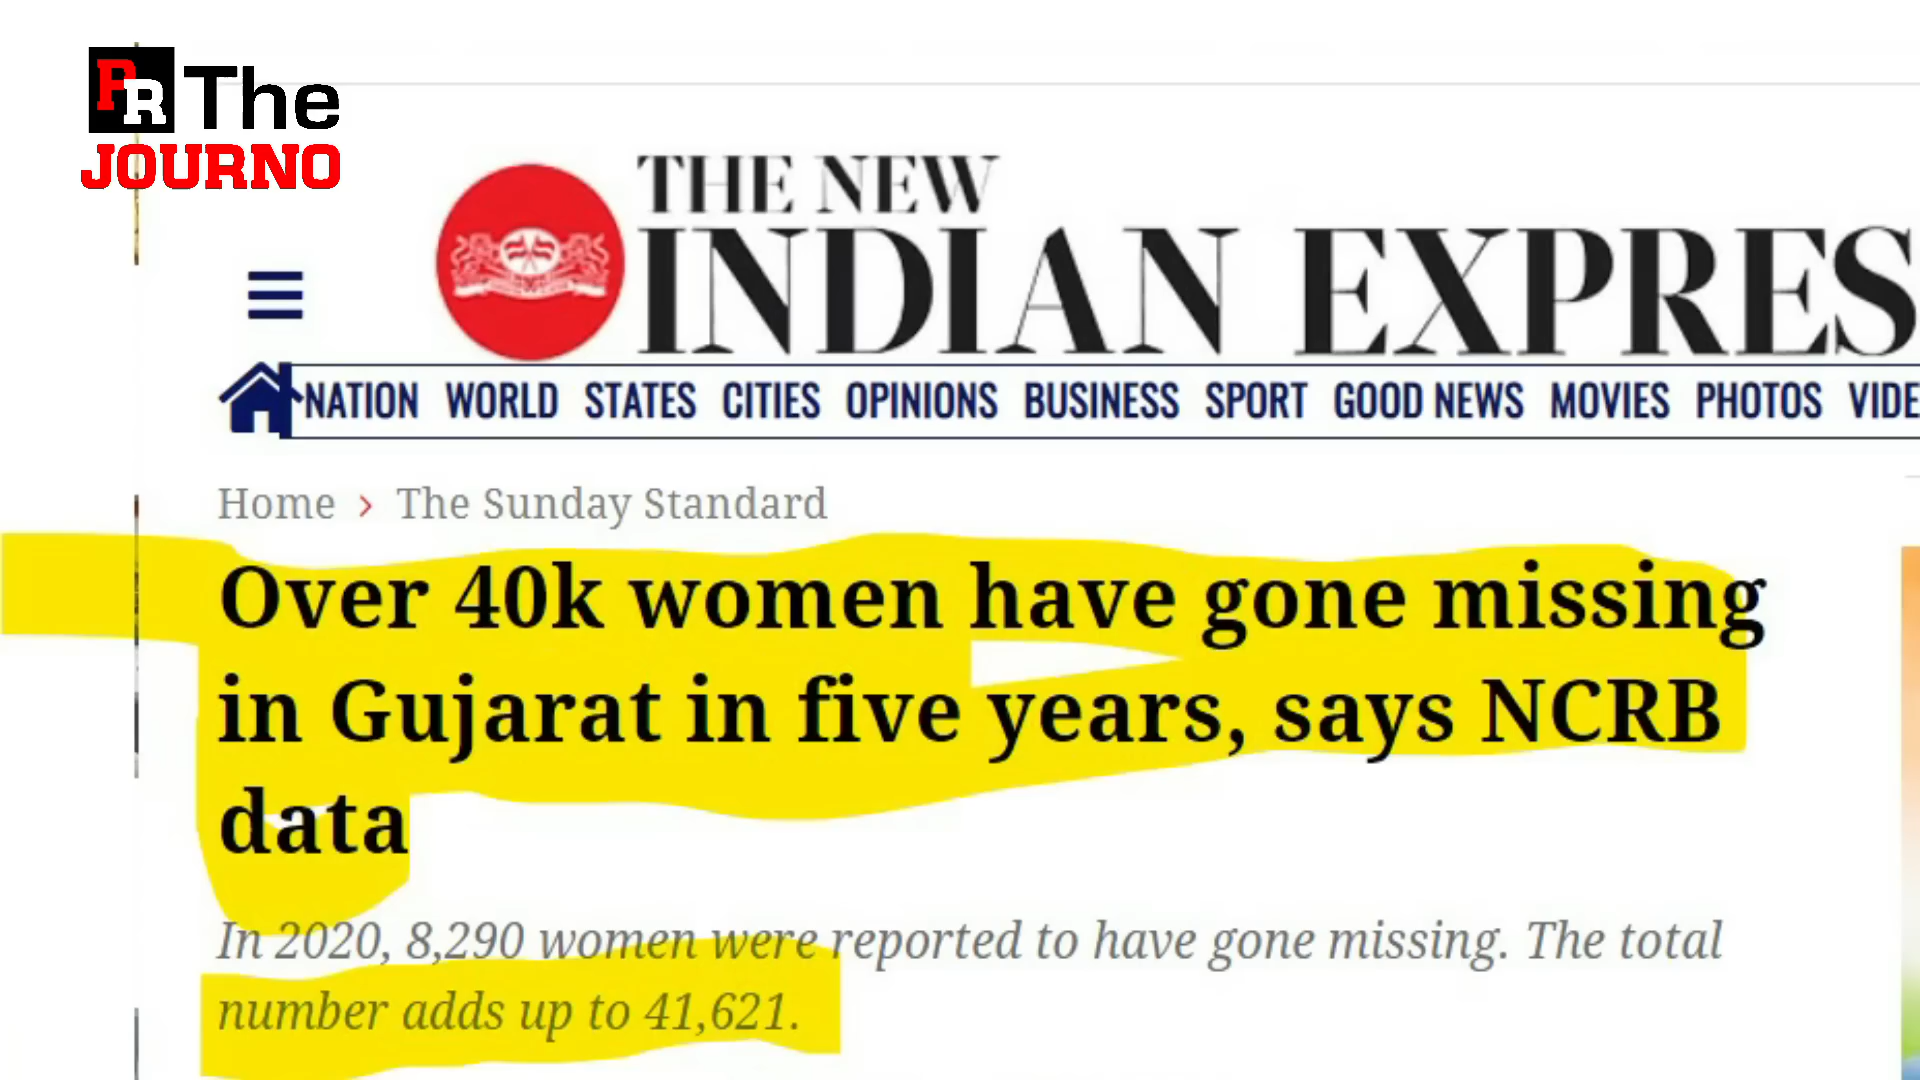 PR The
JOURNO
THE NEW
INDIAN EXPRES
NATION WORLD STATES CITIES OPINIONS BUSINESS SPORT GOOD NEWS MOVIES PHOTOS VIDE
Home > The Sunday Standard
Over 40k women have gone missing
in Gujarat in five years, says NCRB
data
In 2020, 8,290 women were reported to have gone missing. The total
number adds up to 41,621.